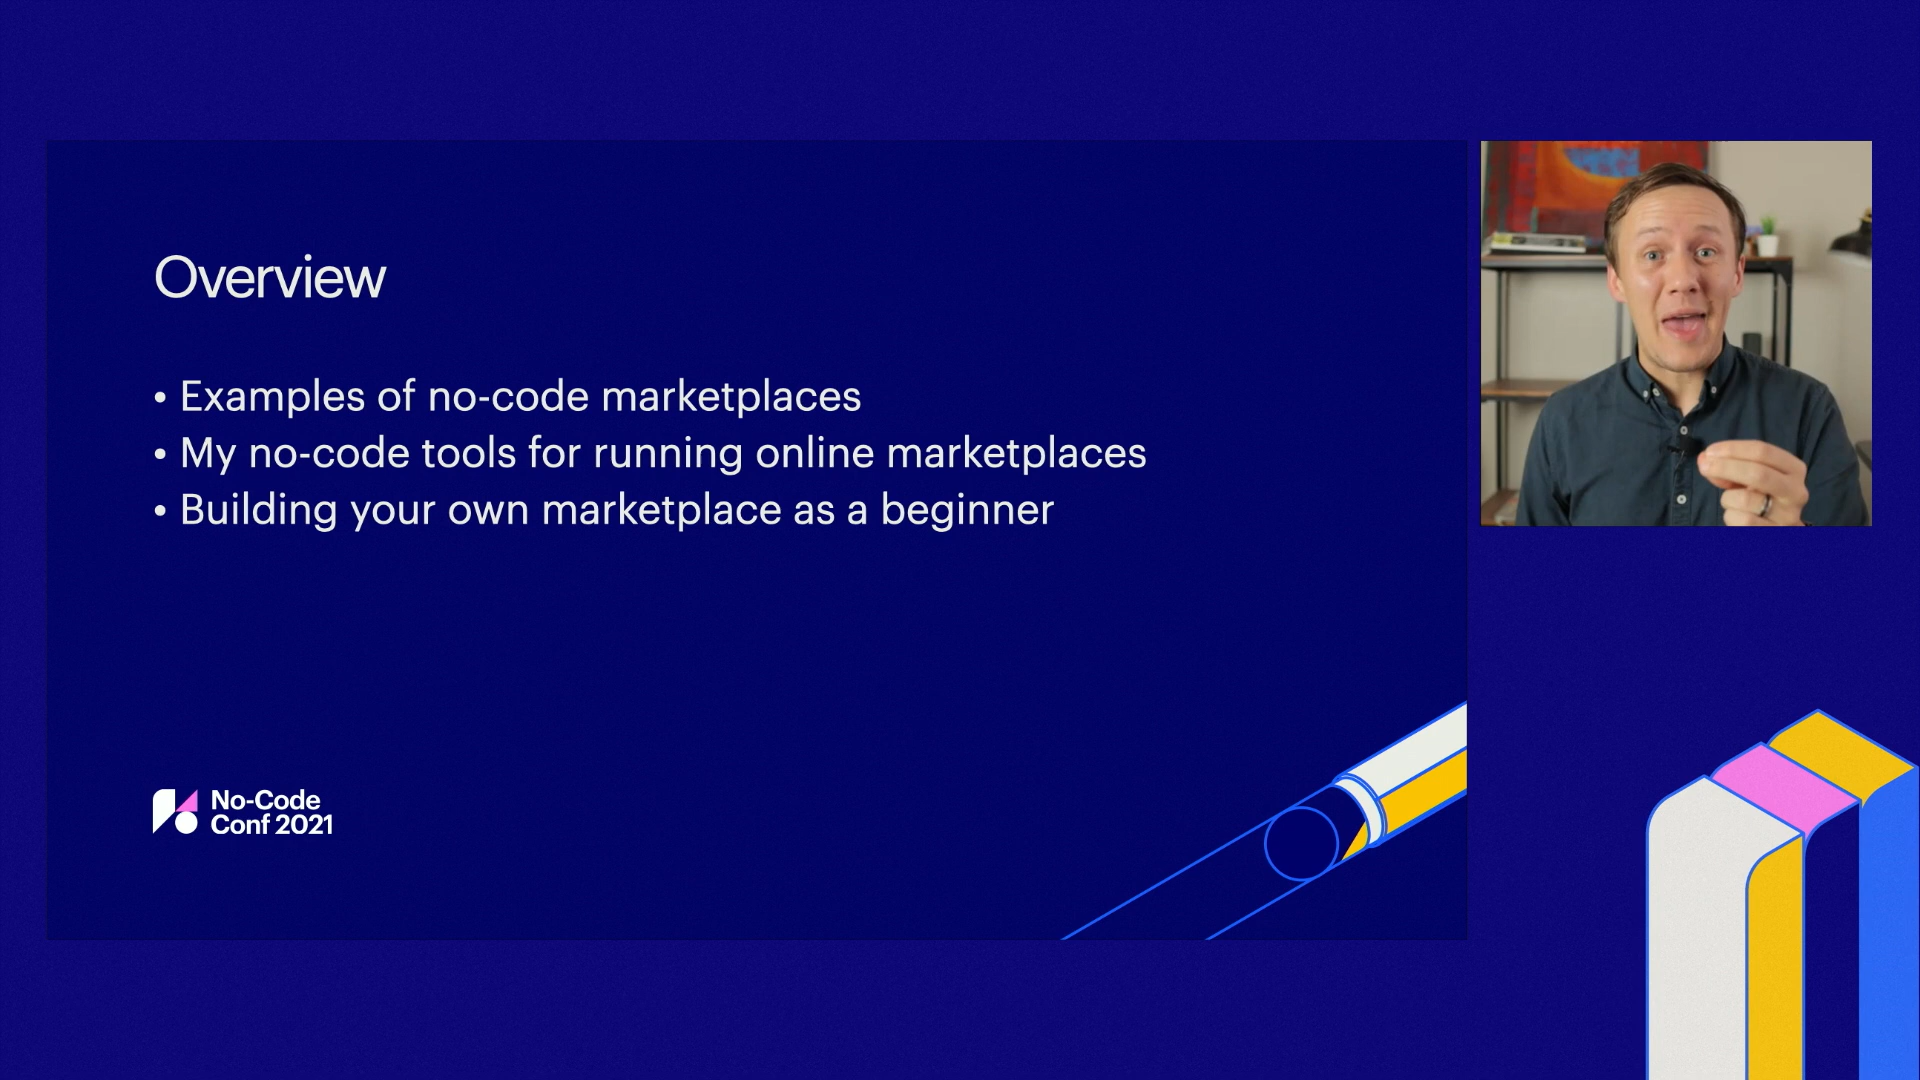 Overview
• Examples of no-code marketplaces
• My no-code tools for running online marketplaces
• Building your own marketplace as a beginner
No-Code
Conf 2021